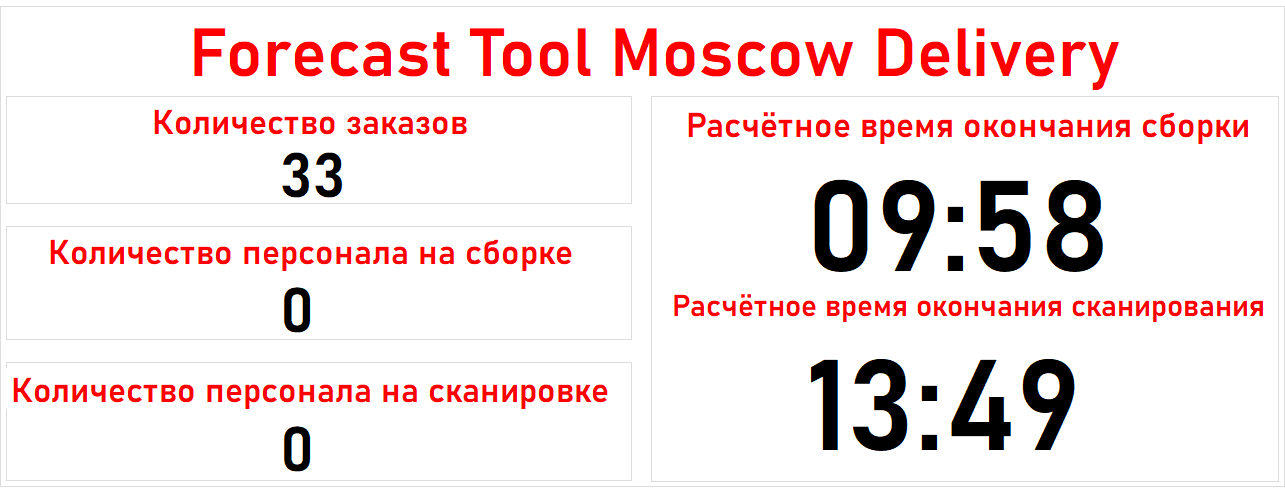 Forecast Tool Moscow Delivery
Количество заказов
33
Количество персонала на сборке
0
Количество персонала на сканировке
0
Расчётное время окончания сборки
09:58
Расчётное время окончания сканирования
13:49